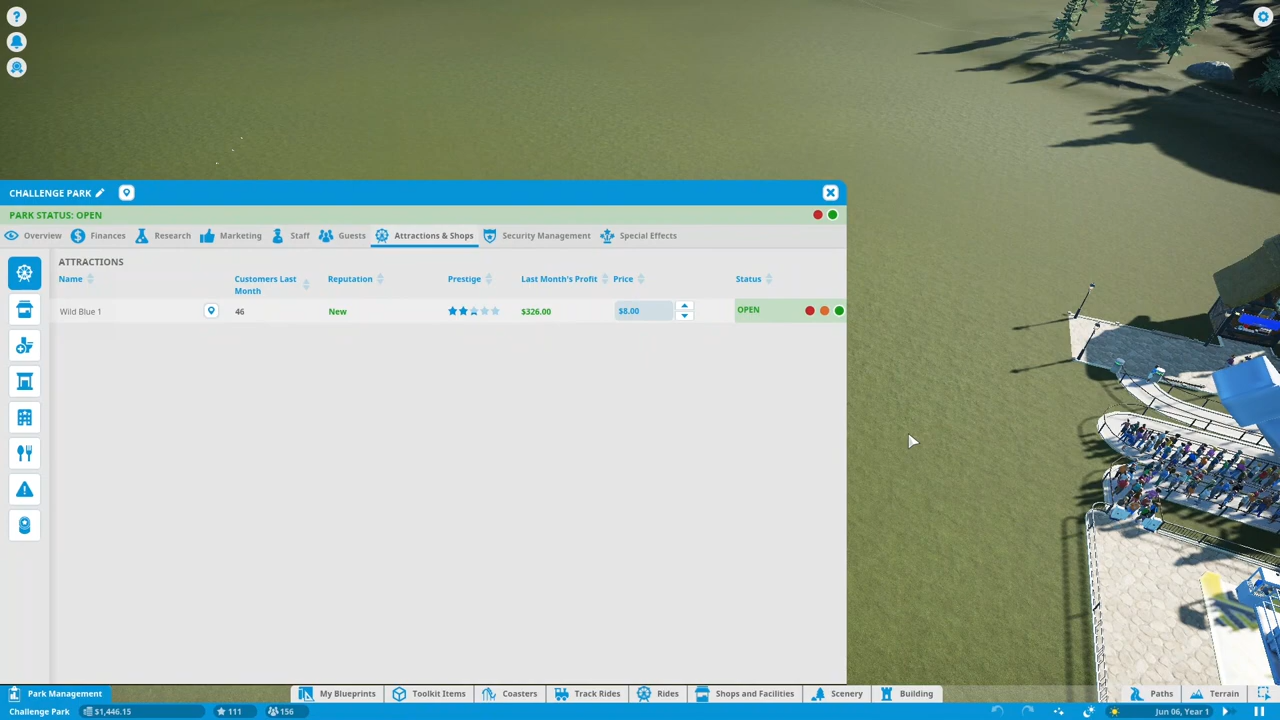 ?
CHALLENGE PARK
PARK STATUS: OPEN
Overview Finances Research Marketing Staff Guests Attractions & Shops Security Management Special Effects
ATTRACTIONS
Name Customers Last Month Reputation Prestige Last Month's Profit Price Status
Wild Blue 1 46 New $326.00 $8.00 OPEN
Park Management My Blueprints Toolkit Items Coasters Track Rides Rides Shops and Facilities Scenery Building Paths Terrain
Challenge Park $1,446.15 111 156 Jun 06, Year 1